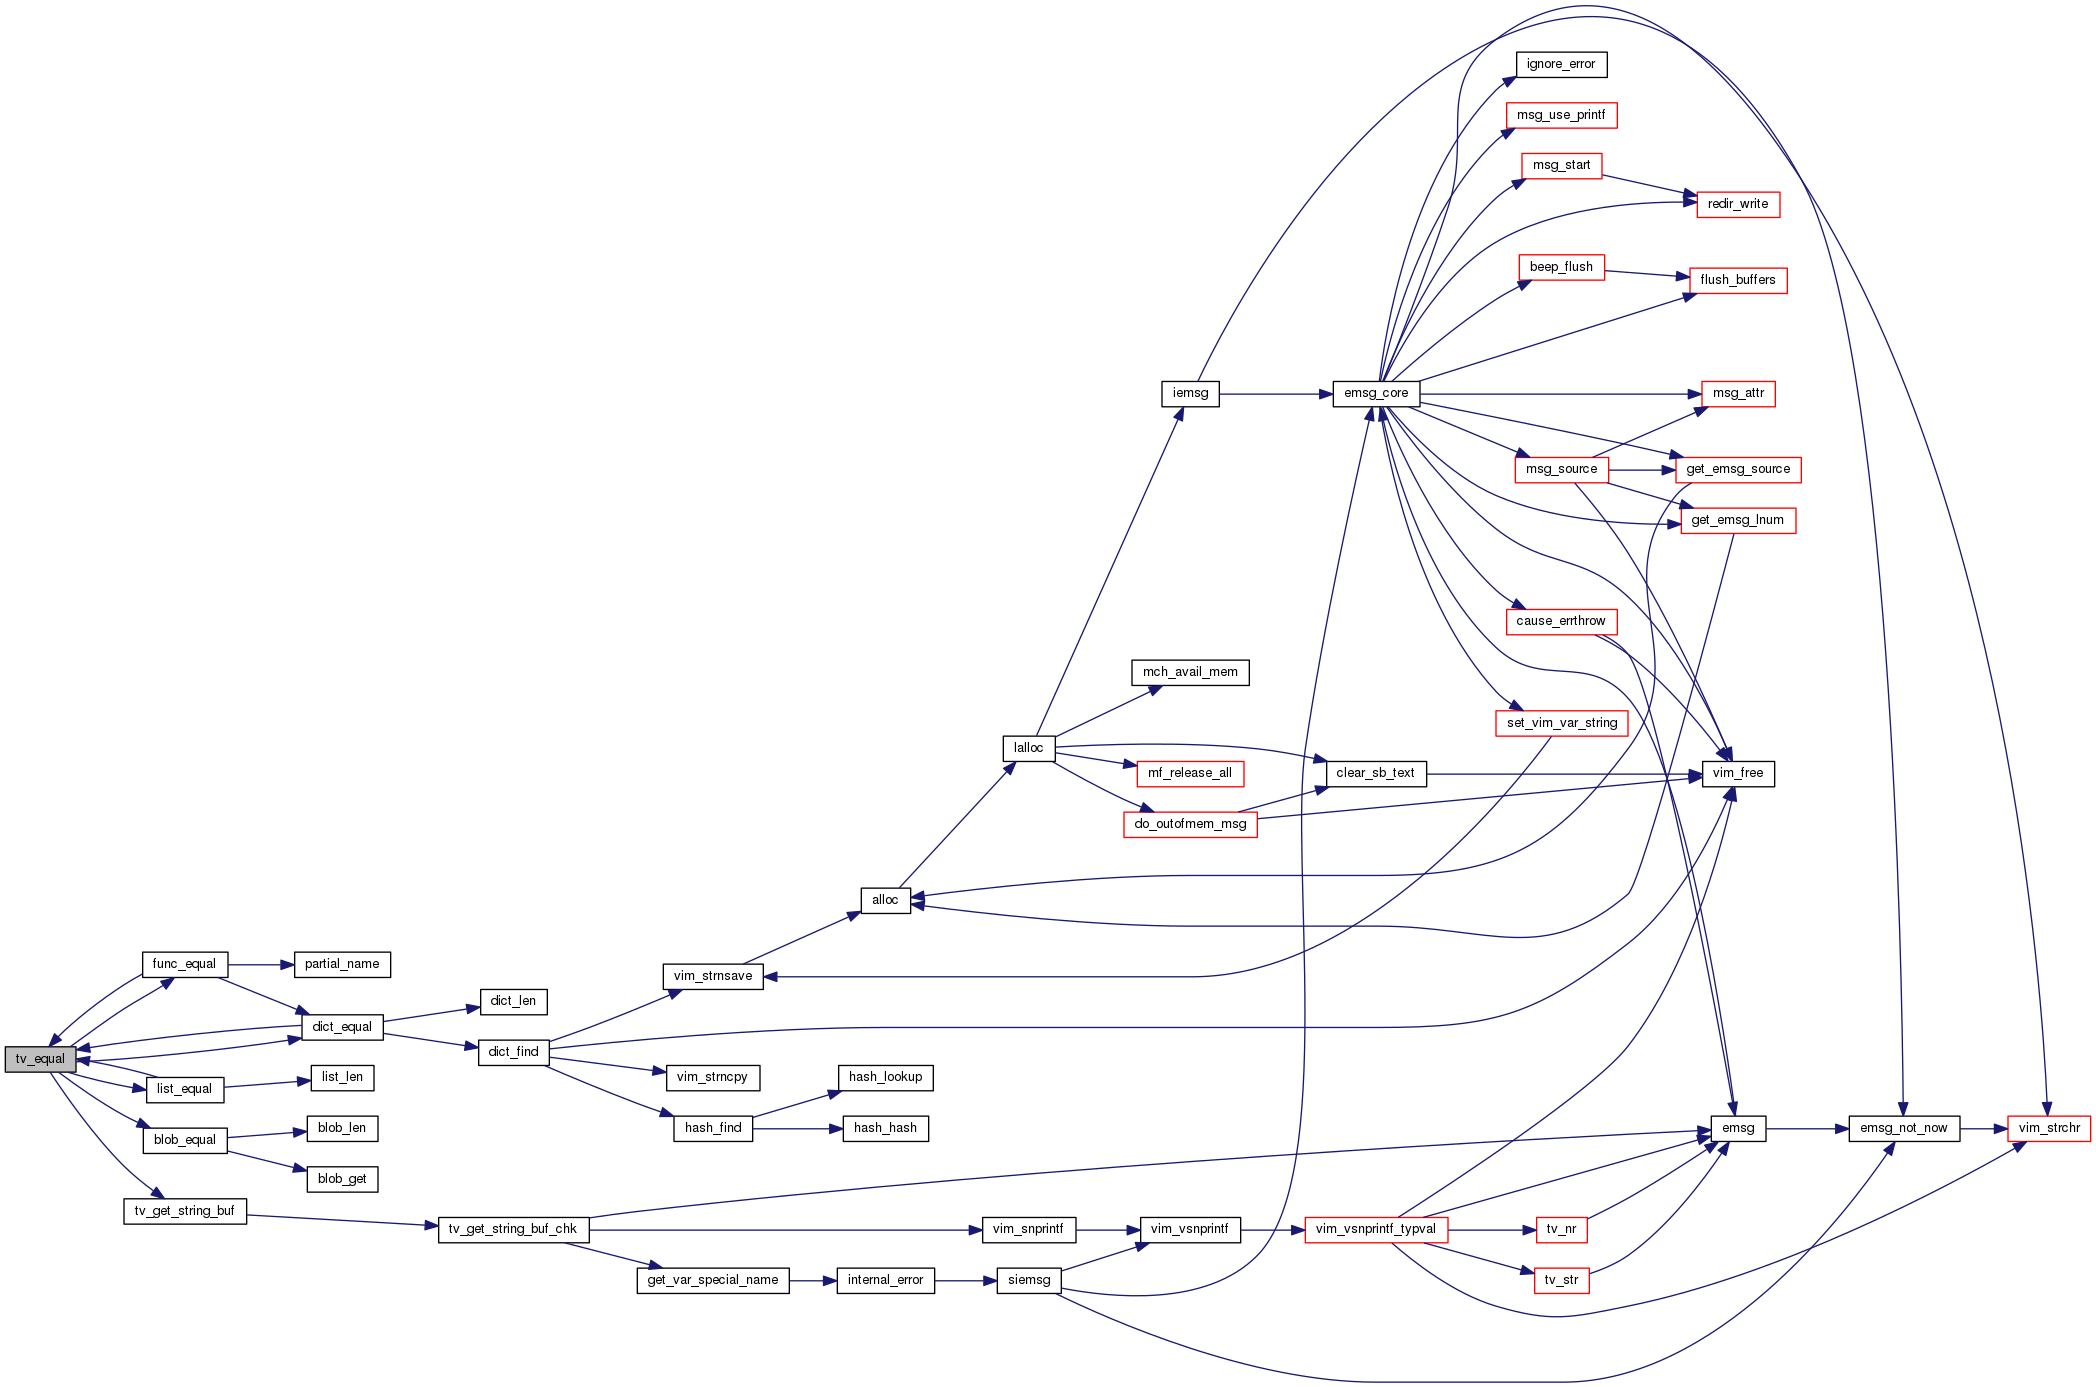 ignore_error
msg_use_printf
msg_start
redir_write
beep_flush
flush_buffers
iemsg
emsg_core
msg_attr
msg_source
get_emsg_source
get_emsg_lnum
cause_errthrow
mch_avail_mem
set_vim_var_string
lalloc
mf_release_all
clear_sb_text
vim_free
do_outofmem_msg
alloc
func_equal
partial_name
vim_strnsave
dict_len
dict_equal
tv_equal
dict_find
list_equal
list_len
vim_strncpy
hash_lookup
blob_equal
blob_len
hash_find
hash_hash
emsg
emsg_not_now
vim_strchr
blob_get
tv_get_string_buf
tv_get_string_buf_chk
vim_snprintf
vim_vsnprintf
vim_vsnprintf_typval
tv_nr
get_var_special_name
internal_error
siemsg
tv_str